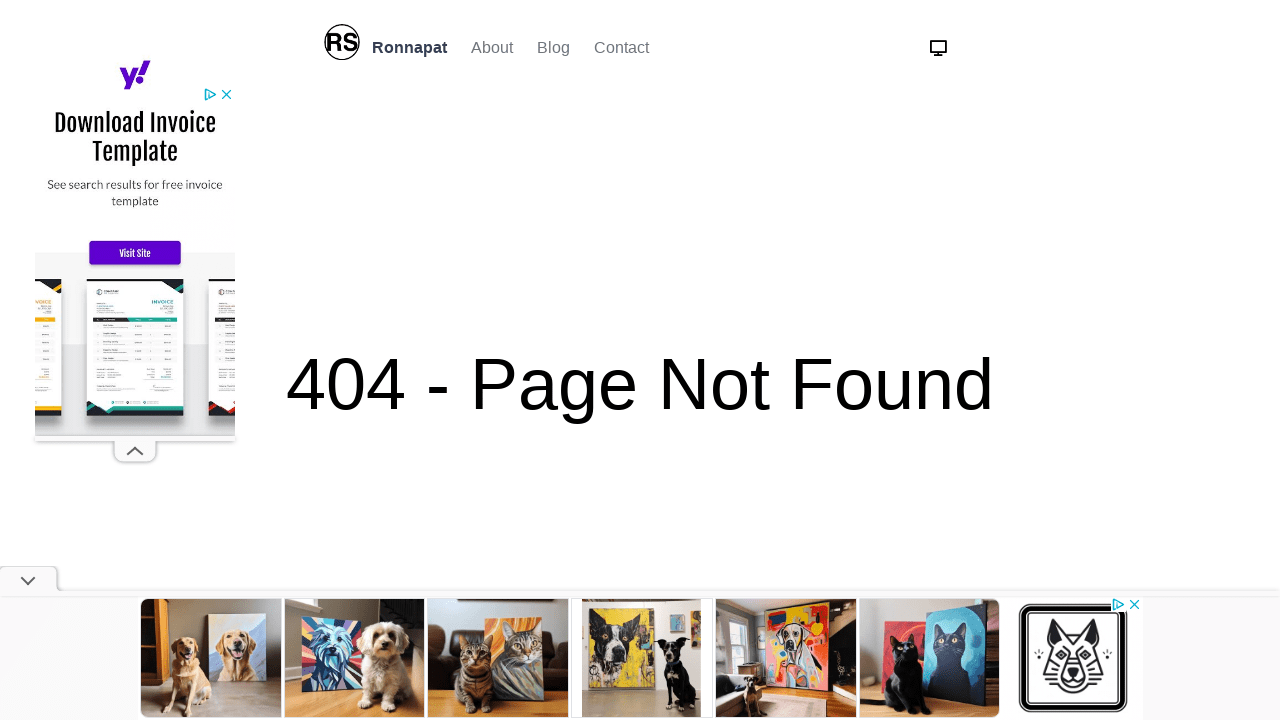 RS
Ronnapat About Blog Contact
y!
Download Invoice
Template
See search results for free invoice
template
Visit Site
INVOICE
404 - Page Not Found